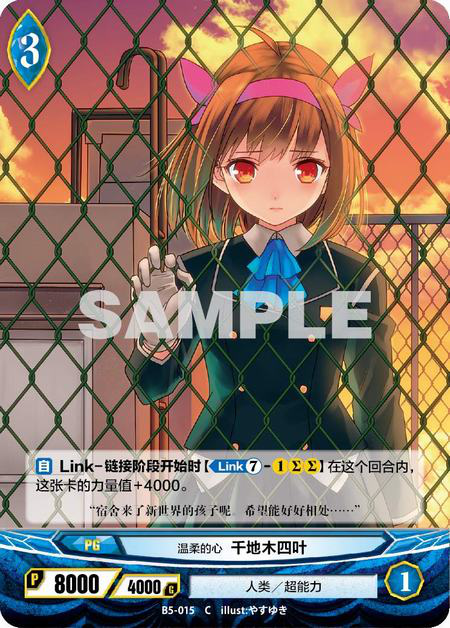 3
SAMPLE
自 Link-链接阶段开始时【Link 7-1ΣΣ】在这个回合内,
这张卡的力量值+4000。
“宿舍来了新世界的孩子呢。希望能好好相处……”
PG 温柔的心 千地木四叶
P 8000 / 4000 G 人类／超能力 1
B5-015 C illust:やすゆき